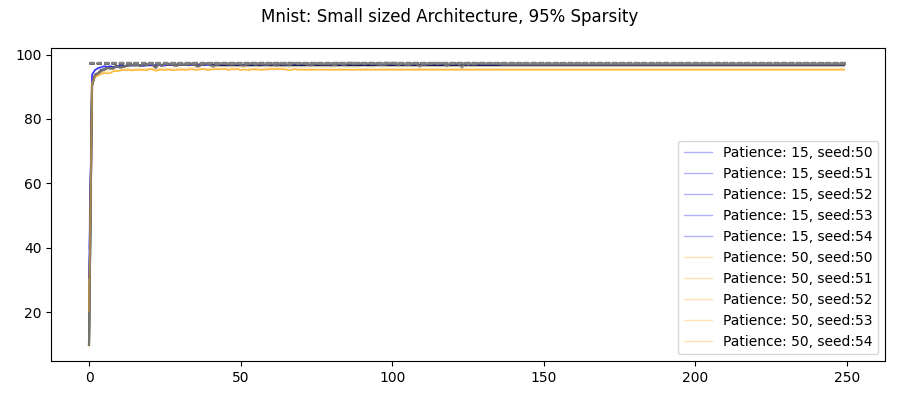 Mnist: Small sized Architecture, 95% Sparsity
100
80
60
40
20
0
50
100
150
200
250
Patience: 15, seed:50
Patience: 15, seed:51
Patience: 15, seed:52
Patience: 15, seed:53
Patience: 15, seed:54
Patience: 50, seed:50
Patience: 50, seed:51
Patience: 50, seed:52
Patience: 50, seed:53
Patience: 50, seed:54